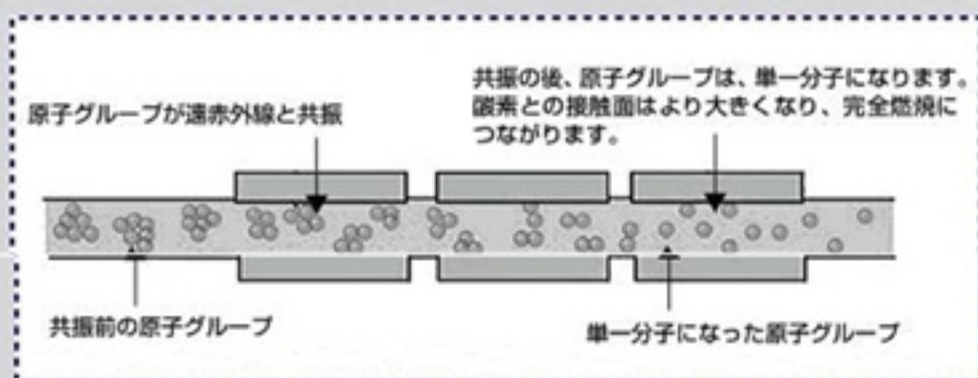 共振の後、原子グループは、単一分子になります。
酸素との接触面はより大きくなり、完全燃焼に
つながります。
原子グループが遠赤外線と共振
共振前の原子グループ
単一分子になった原子グループ